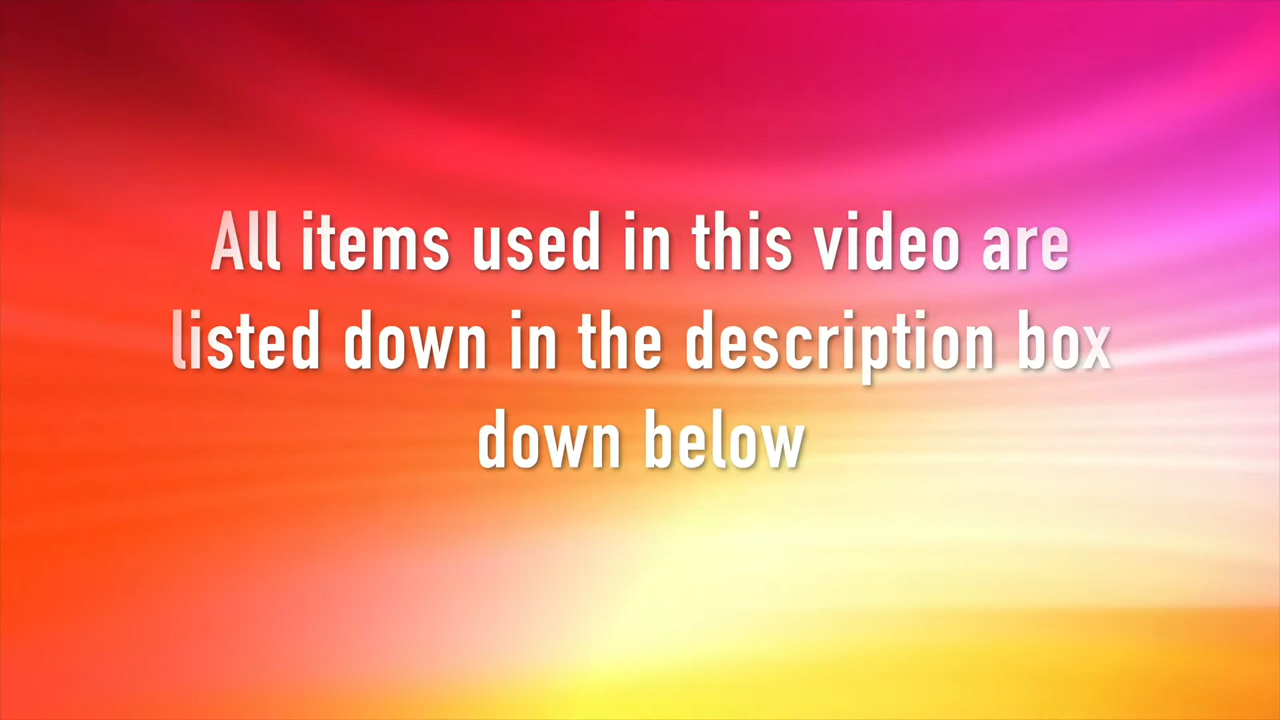 All items used in this video are
listed down in the description box
down below